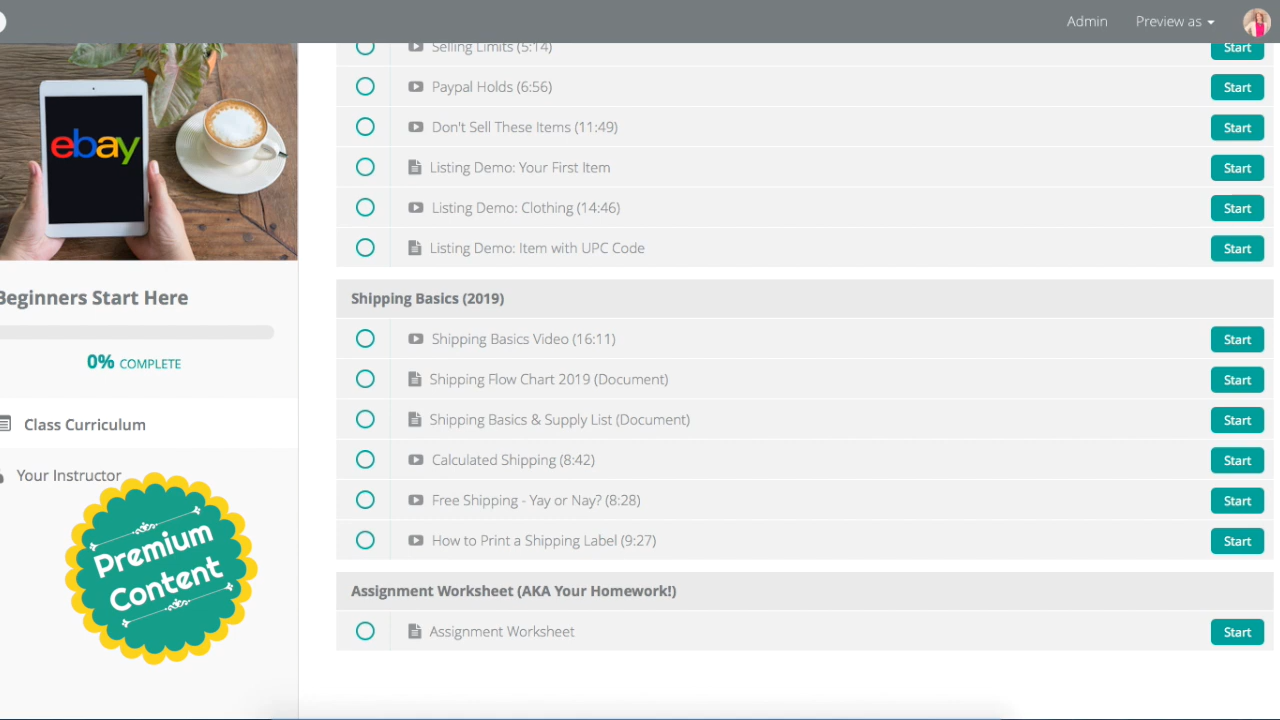 Admin
Preview as
Selling Limits (5:14)
Start
Paypal Holds (6:56)
Start
Don't Sell These Items (11:49)
Start
Listing Demo: Your First Item
Start
Listing Demo: Clothing (14:46)
Start
Listing Demo: Item with UPC Code
Start
Shipping Basics (2019)
Shipping Basics Video (16:11)
Start
Shipping Flow Chart 2019 (Document)
Start
Shipping Basics & Supply List (Document)
Start
Calculated Shipping (8:42)
Start
Free Shipping - Yay or Nay? (8:28)
Start
How to Print a Shipping Label (9:27)
Start
Assignment Worksheet (AKA Your Homework!)
Assignment Worksheet
Start
ebay
Beginners Start Here
0% COMPLETE
Class Curriculum
Your Instructor
Premium
Content